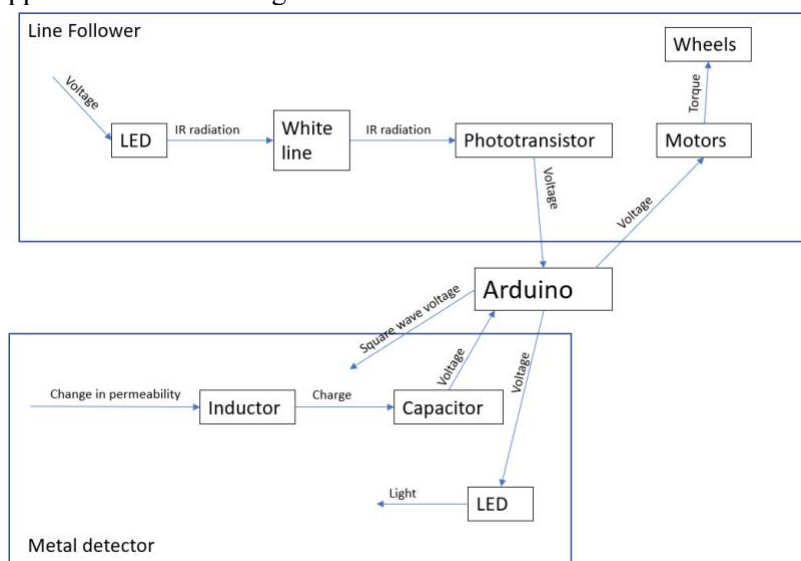 Line Follower
Wheels
Voltage
Torque
LED
IR radiation
White
line
IR radiation
Phototransistor
Motors
Voltage
Voltage
Arduino
Square wave voltage
Voltage
Voltage
Change in permeability
Inductor
Charge
Capacitor
Light
LED
Metal detector